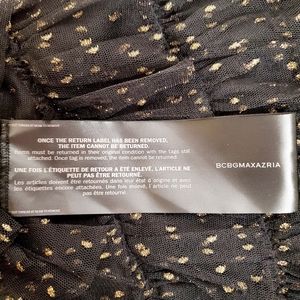 ONCE THE RETURN LABEL HAS BEEN REMOVED,
THE ITEM CANNOT BE RETURNED.
Items must be returned in their original condition with the tags still
attached. Once tag is removed, the item cannot be returned
UNE FOIS L'ÉTIQUETTE DE RETOUR A ÉTÉ ENLEVÉ, L'ARTICLE NE
PEUT PAS ÊTRE RETOURNÉ.
Les articles doivent être retournés dans leur état d'origine et avec
les étiquettes encore attachées. Une fois enlevé, l'article ne peut
pas être retourné.
BCBGMAXAZRIA